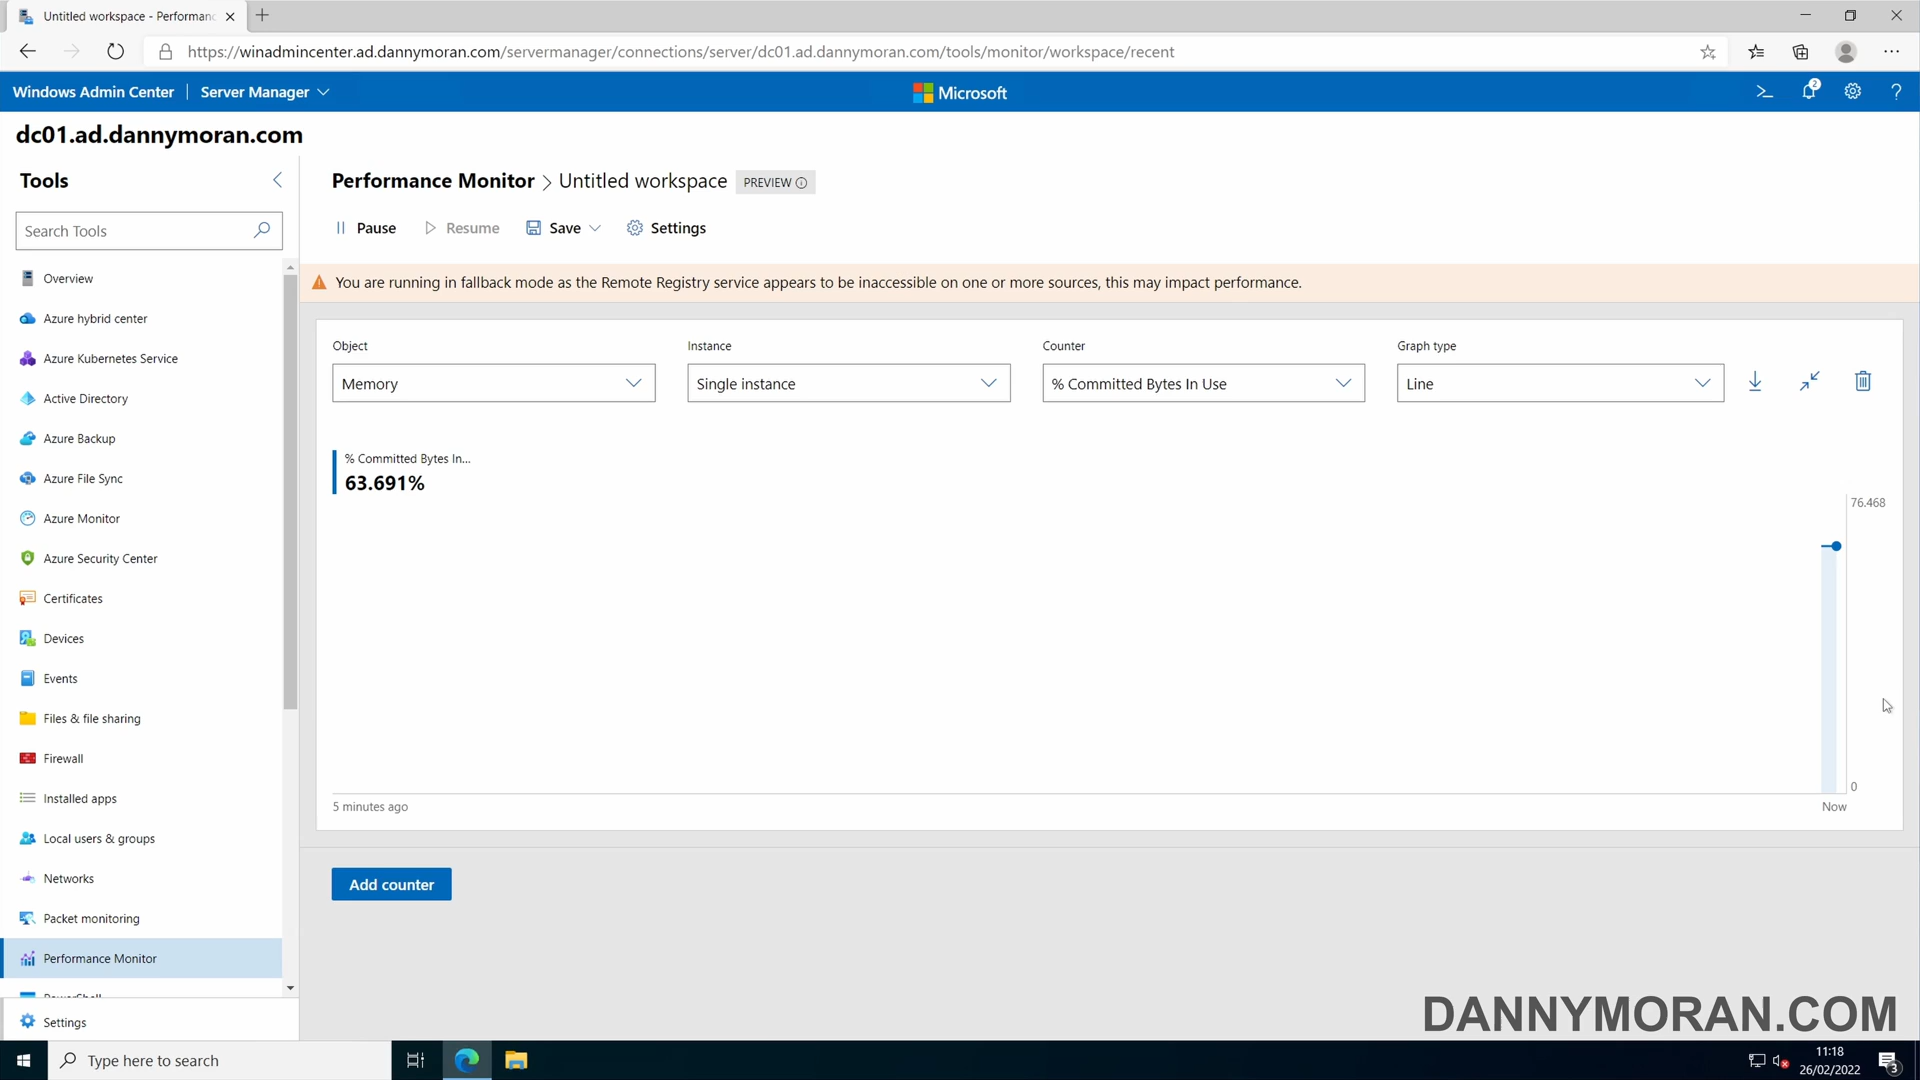 Untitled workspace - Performanc
https://winadmincenter.ad.dannymoran.com/servermanager/connections/server/dc01.ad.dannymoran.com/tools/monitor/workspace/recent
Windows Admin Center | Server Manager
Microsoft
2
?
dc01.ad.dannymoran.com
Tools
Search Tools
Overview
Azure hybrid center
Azure Kubernetes Service
Active Directory
Azure Backup
Azure File Sync
Azure Monitor
Azure Security Center
Certificates
Devices
Events
Files & file sharing
Firewall
Installed apps
Local users & groups
Networks
Packet monitoring
Performance Monitor
PowerShell
Settings
Performance Monitor > Untitled workspace PREVIEW
Pause Resume Save Settings
You are running in fallback mode as the Remote Registry service appears to be inaccessible on one or more sources, this may impact performance.
Object Instance Counter Graph type
Memory Single instance % Committed Bytes In Use Line
% Committed Bytes In...
63.691%
76.468
0
5 minutes ago Now
Add counter
DANNYMORAN.COM
Type here to search
11:18
26/02/2022
3